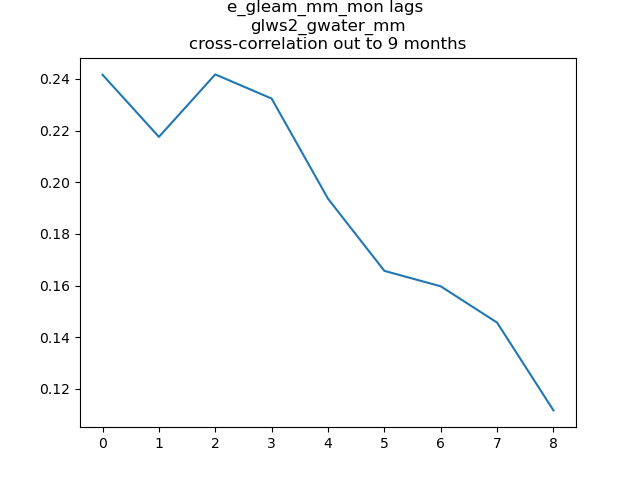 e_gleam_mm_mon lags
glws2_gwater_mm
cross-correlation out to 9 months
0.24
0.22
0.20
0.18
0.16
0.14
0.12
0 1 2 3 4 5 6 7 8